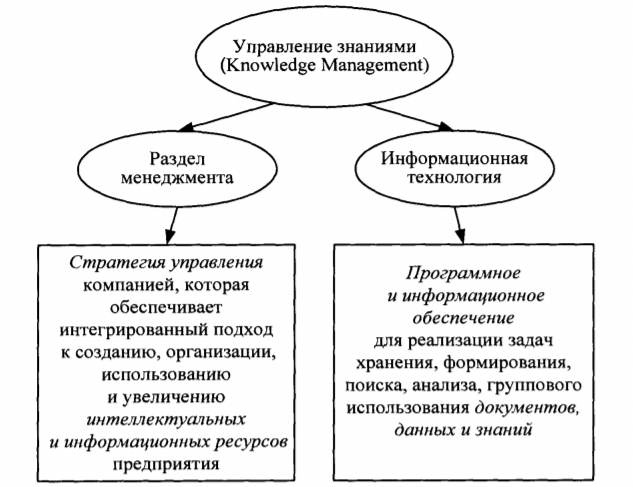 Управление знаниями
(Knowledge Management)
Раздел
менеджмента
Информационная
технология
Стратегия управления
компанией, которая
обеспечивает
интегрированный подход
к созданию, организации,
использованию
и увеличению
интеллектуальных
и информационных ресурсов
предприятия
Программное
и информационное
обеспечение
для реализации задач
хранения, формирования,
поиска, анализа, группового
использования документов,
данных и знаний